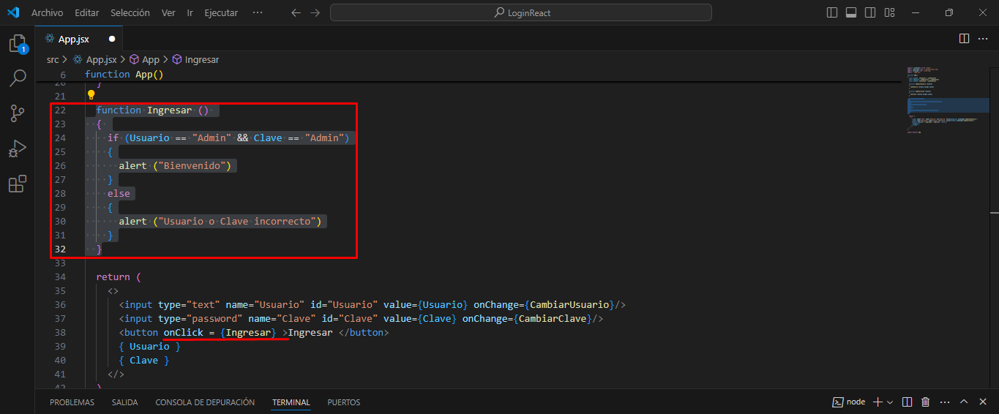 Archivo Editar Selección Ver Ir Ejecutar ··· LoginReact
App.jsx
src > App.jsx > App > Ingresar
6 function App()
20 }
21
22 function Ingresar ()
23 {
24 if (Usuario == "Admin" && Clave == "Admin")
25 {
26 alert ("Bienvenido")
27 }
28 else
29 {
30 alert ("Usuario o Clave incorrecto")
31 }
32 }
33
34 return (
35 <>
36 <input type="text" name="Usuario" id="Usuario" value={Usuario} onChange={CambiarUsuario}/>
37 <input type="password" name="Clave" id="Clave" value={Clave} onChange={CambiarClave}/>
38 <button onClick = {Ingresar} >Ingresar </button>
39 { Usuario }
40 { Clave }
41 </>
42 )
1
PROBLEMAS SALIDA CONSOLA DE DEPURACIÓN TERMINAL PUERTOS node